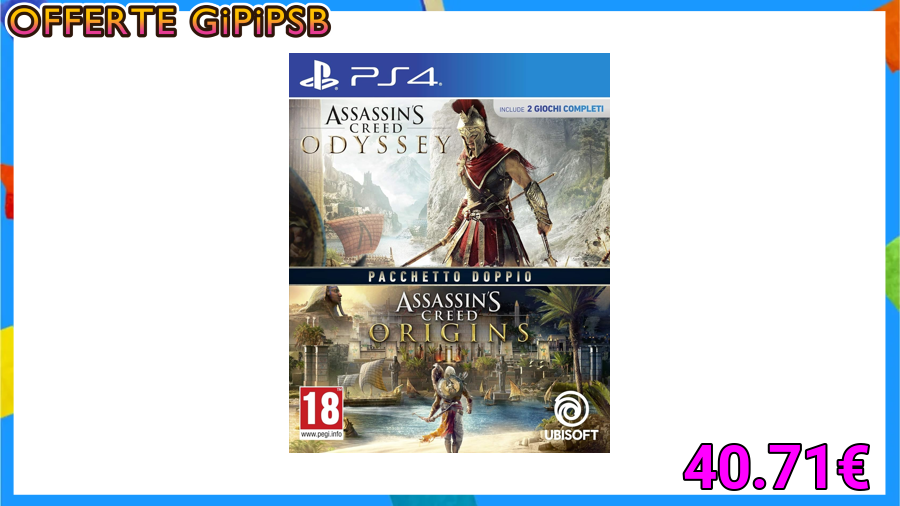 OFFERTE GiPiPSB
PS4
INCLUDE 2 GIOCHI COMPLETI
ASSASSIN'S
CREED
ODYSSEY
PACCHETTO DOPPIO
ASSASSIN'S
CREED
ORIGINS
18
www.pegi.info
UBISOFT
40.71€